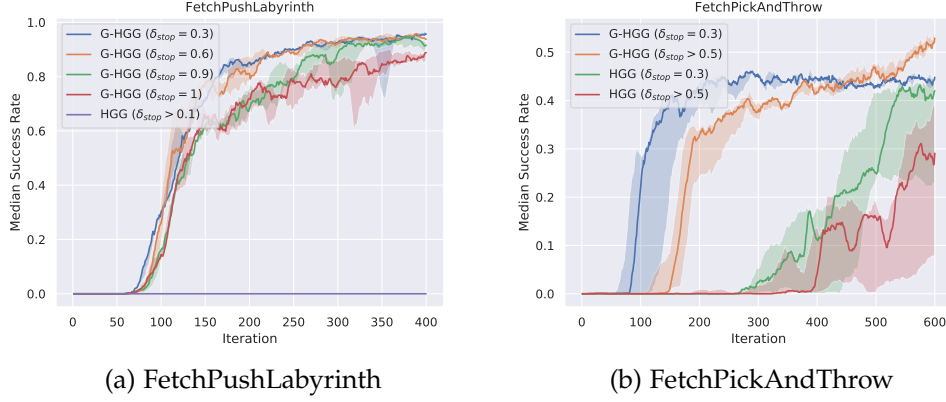 FetchPushLabyrinth
G-HGG (δstop = 0.3)
G-HGG (δstop = 0.6)
G-HGG (δstop = 0.9)
G-HGG (δstop = 1)
HGG (δstop > 0.1)
Median Success Rate
1.0
0.8
0.6
0.4
0.2
0.0
0 50 100 150 200 250 300 350 400
Iteration
(a) FetchPushLabyrinth
FetchPickAndThrow
G-HGG (δstop = 0.3)
G-HGG (δstop > 0.5)
HGG (δstop = 0.3)
HGG (δstop > 0.5)
Median Success Rate
0.5
0.4
0.3
0.2
0.1
0.0
0 100 200 300 400 500 600
Iteration
(b) FetchPickAndThrow